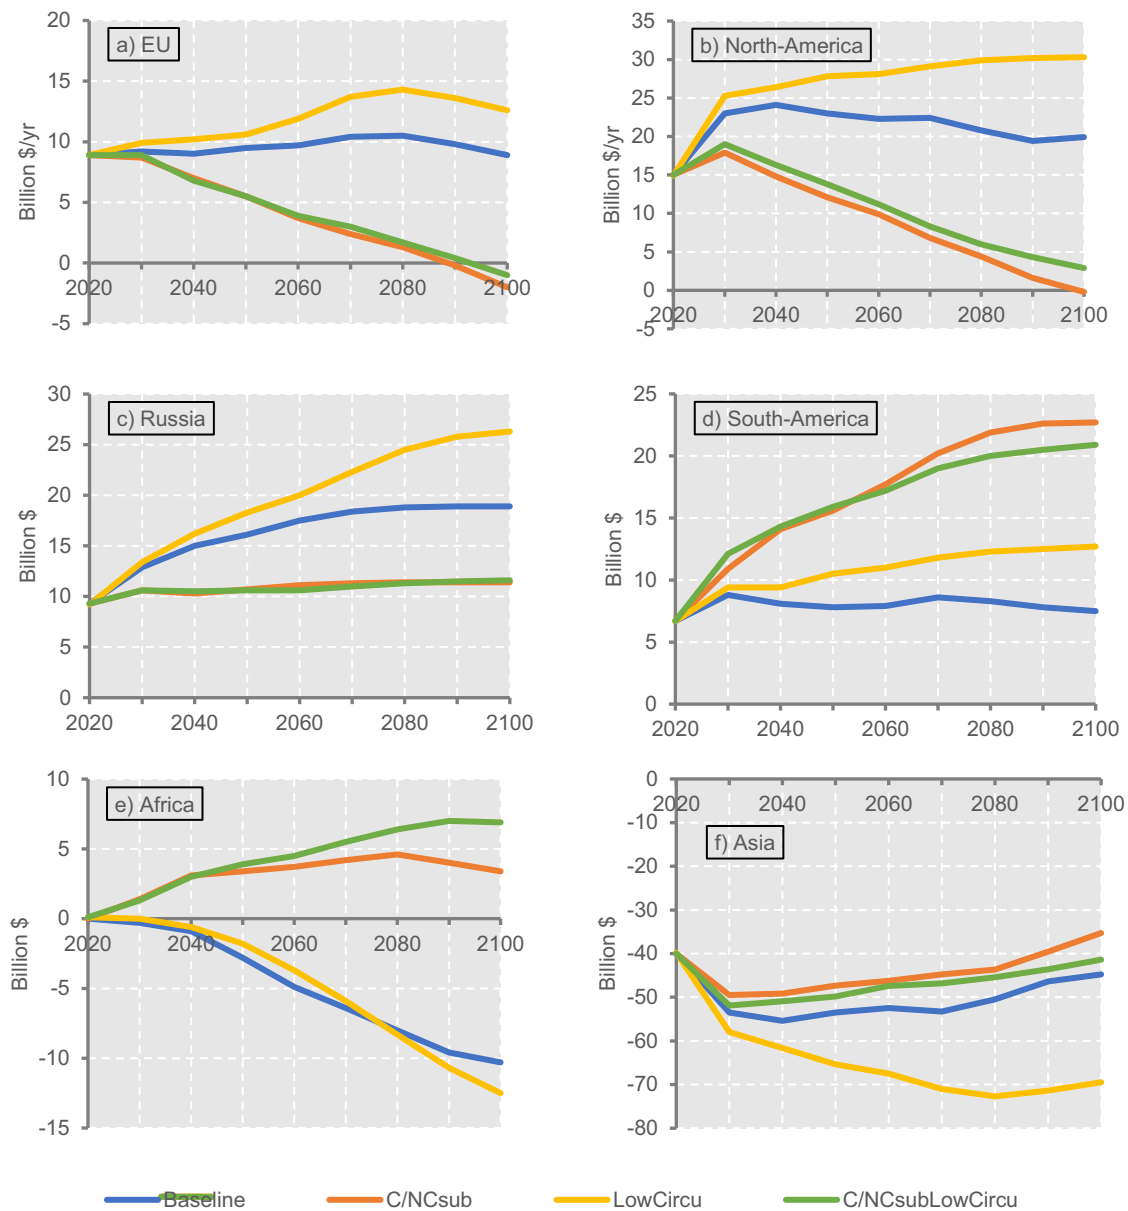 a) EU
20
15
10
5
0
-5
Billion $/yr
2020 2040 2060 2080 2100
b) North-America
35
30
25
20
15
10
5
0
-5
Billion $/yr
2020 2040 2060 2080 2100
c) Russia
30
25
20
15
10
5
0
Billion $
2020 2040 2060 2080 2100
d) South-America
25
20
15
10
5
0
Billion $
2020 2040 2060 2080 2100
e) Africa
10
5
0
-5
-10
-15
Billion $
2020 2040 2060 2080 2100
f) Asia
0
-10
-20
-30
-40
-50
-60
-70
-80
Billion $
2020 2040 2060 2080 2100
Baseline C/NCsub LowCircu C/NCsubLowCircu